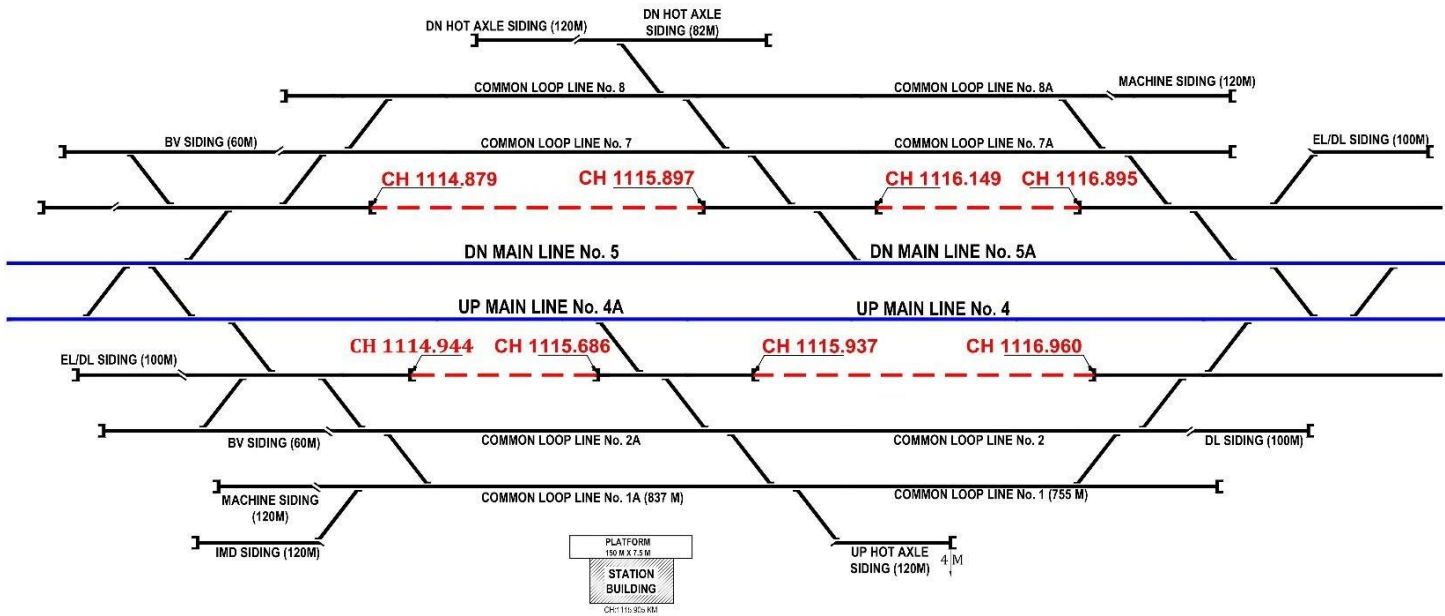 DN HOT AXLE SIDING (120M)
DN HOT AXLE
SIDING (82M)
COMMON LOOP LINE No. 8
COMMON LOOP LINE No. 8A
MACHINE SIDING (120M)
BV SIDING (60M)
COMMON LOOP LINE No. 7
COMMON LOOP LINE No. 7A
EL/DL SIDING (100M)
CH 1114.879
CH 1115.897
CH 1116.149
CH 1116.895
DN MAIN LINE No. 5
DN MAIN LINE No. 5A
UP MAIN LINE No. 4A
UP MAIN LINE No. 4
EL/DL SIDING (100M)
CH 1114.944
CH 1115.686
CH 1115.937
CH 1116.960
BV SIDING (60M)
COMMON LOOP LINE No. 2A
COMMON LOOP LINE No. 2
DL SIDING (100M)
MACHINE SIDING
(120M)
COMMON LOOP LINE No. 1A (837 M)
COMMON LOOP LINE No. 1 (755 M)
IMD SIDING (120M)
PLATFORM
150 M X 7.5 M
STATION
BUILDING
UP HOT AXLE
SIDING (120M)
4 M